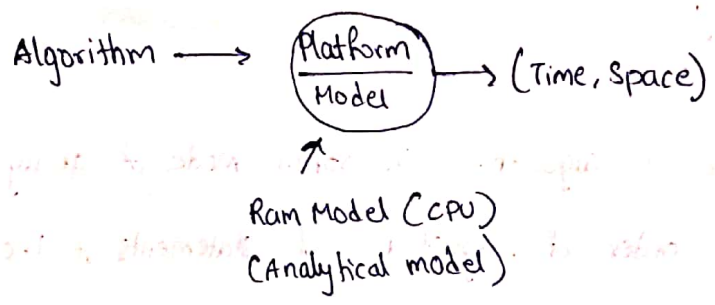 Algorithm → Platform → (Time, Space)
Model
Ram Model (CPU)
(Analytical model)